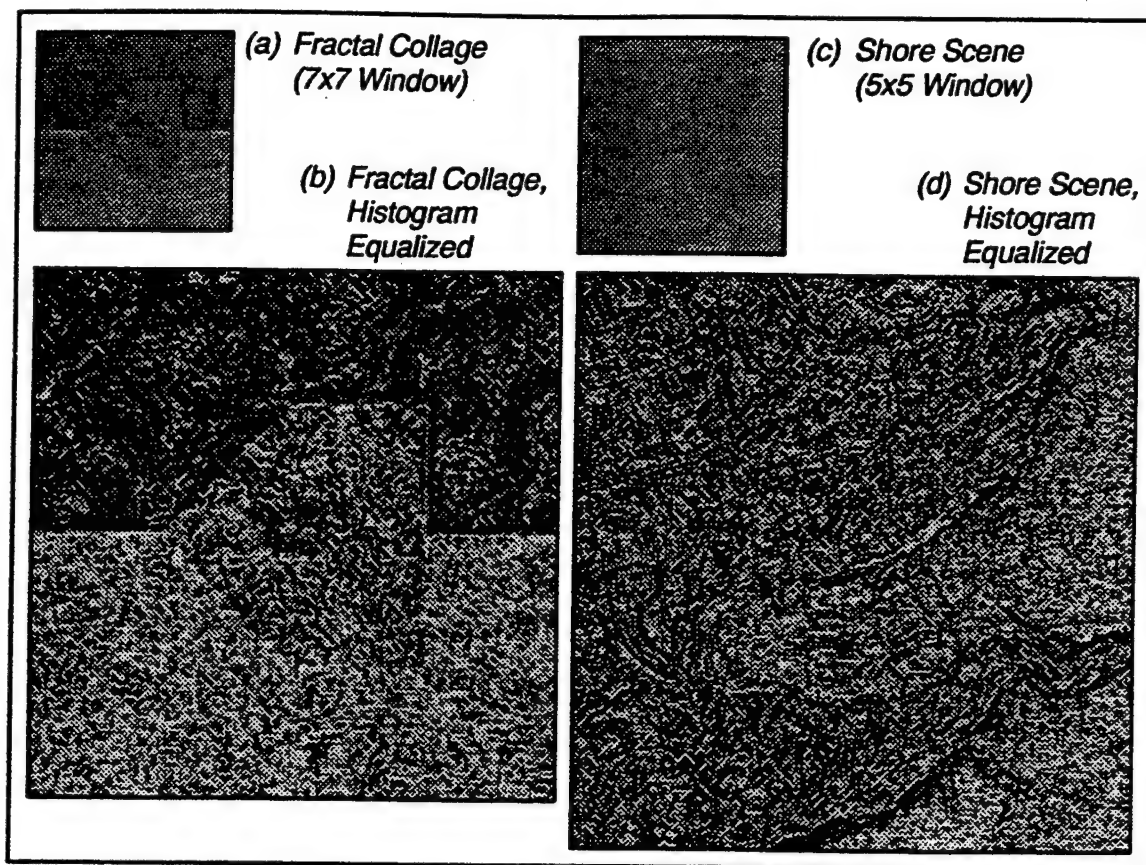 (a) Fractal Collage
(7x7 Window)
(b) Fractal Collage,
Histogram
Equalized
(c) Shore Scene
(5x5 Window)
(d) Shore Scene,
Histogram
Equalized